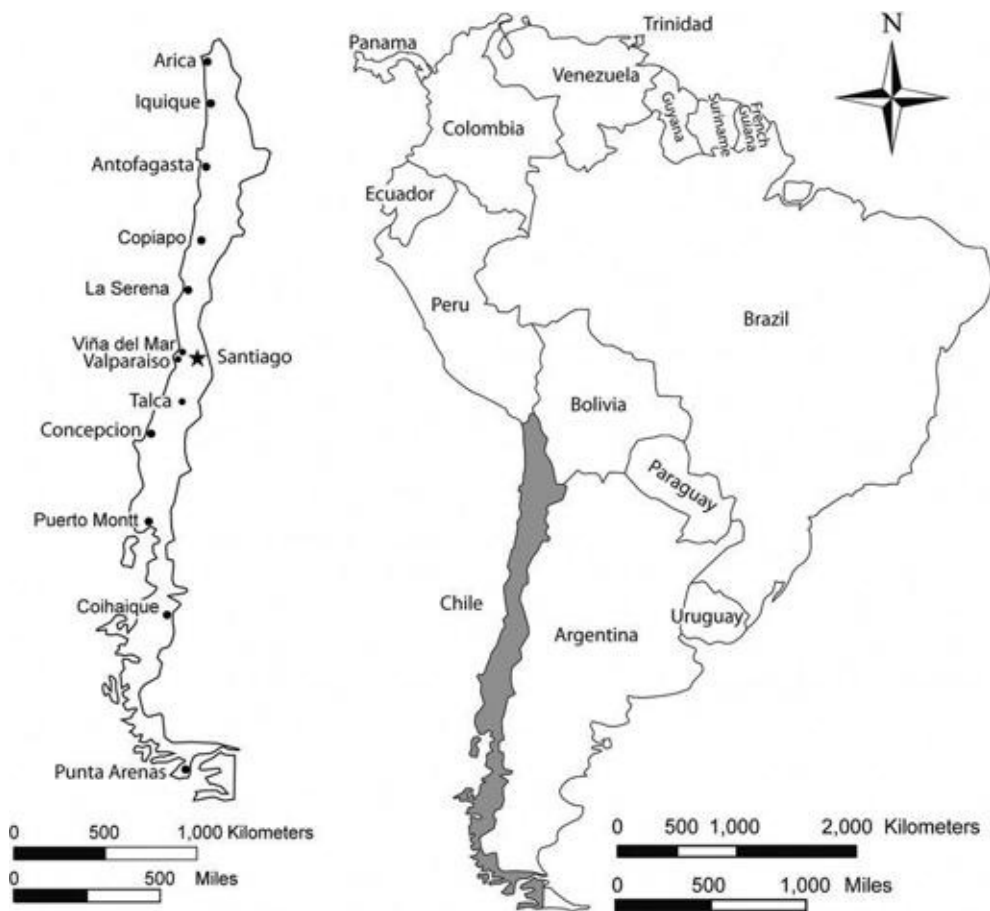 Arica
Iquique
Antofagasta
Copiapo
La Serena
Viña del Mar
Valparaiso
Santiago
Talca
Concepcion
Puerto Montt
Coihaique
Punta Arenas
0 500 1,000 Kilometers
0 500 Miles
Panama
Trinidad
Venezuela
Guyana
Suriname
French
Guiana
Colombia
Ecuador
Peru
Brazil
Bolivia
Paraguay
Chile
Argentina
Uruguay
N
0 500 1,000 2,000 Kilometers
0 500 1,000 Miles